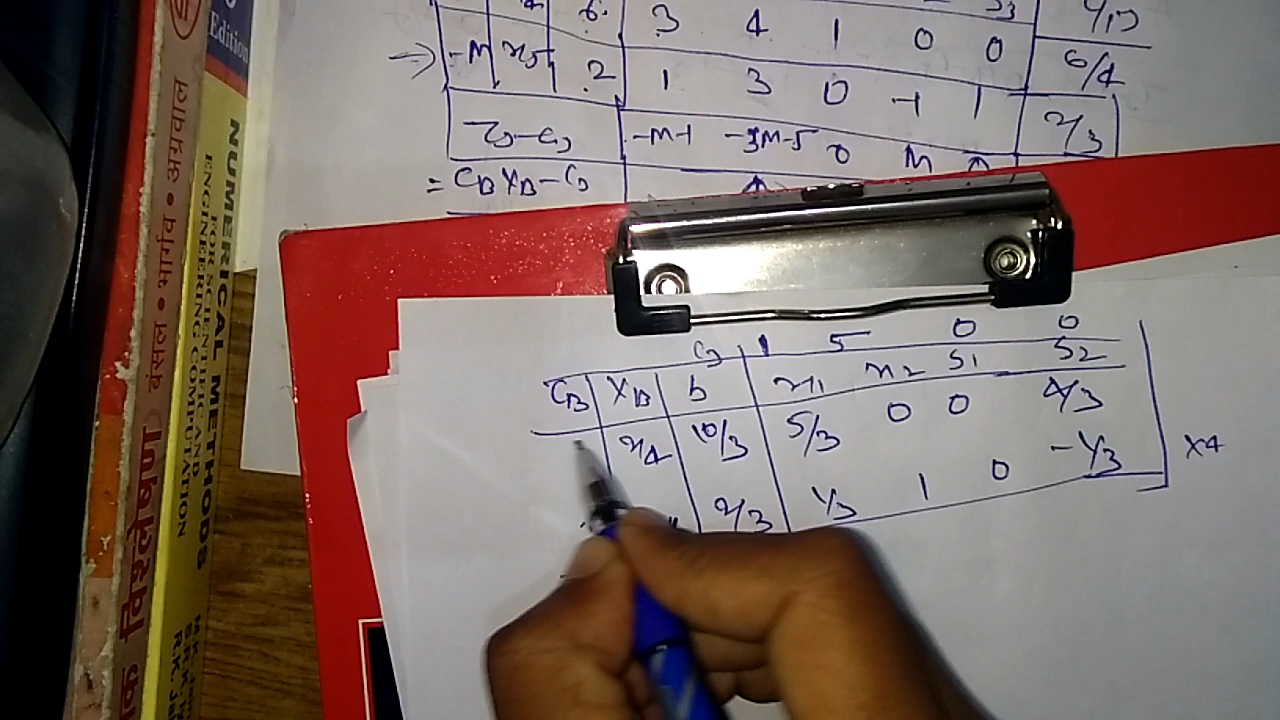 Edition
NUMERICAL METHODS
FOR SCIENTIFIC AND
ENGINEERING COMPUTATION
विश्लेषण
बंसल • भार्गव • अग्रवाल
6 3 4 1 0 0 6/4
-M 2 1 3 0 -1 1 2/3
-M-1 -3M-5 0 M 0
= CB XB - Cj
Cj 1 5 0 0
CB XB b x1 x2 S1 S2
x4 10/3 5/3 0 0 4/3 x4
2/3 1/3 1 0 -1/3